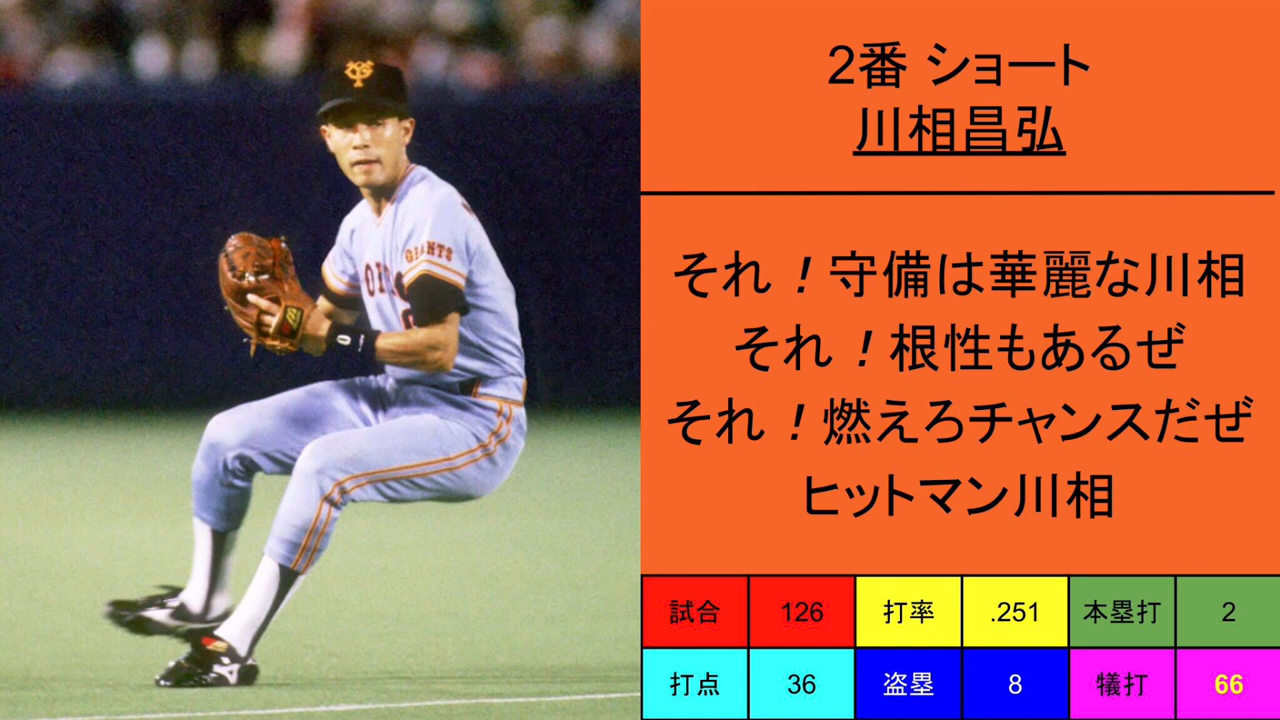 2番 ショート
川相昌弘
それ！守備は華麗な川相
それ！根性もあるぜ
それ！燃えろチャンスだぜ
ヒットマン川相
試合 126 打率 .251 本塁打 2
打点 36 盗塁 8 犠打 66
GIANTS
0